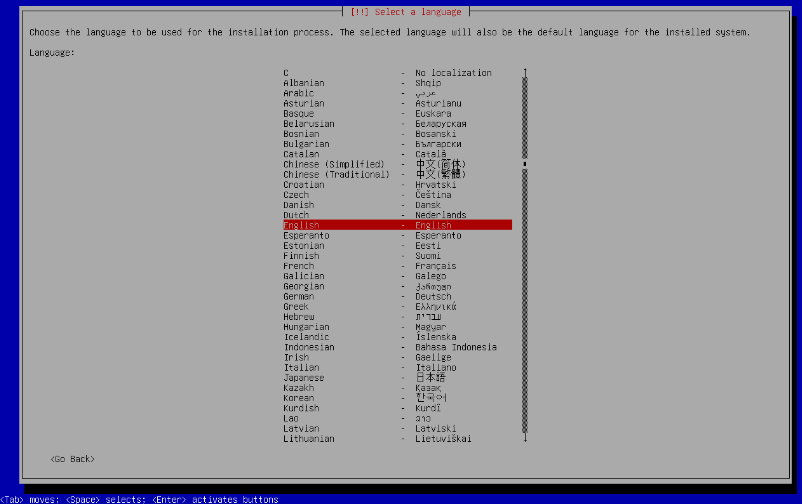 [!!] Select a language
Choose the language to be used for the installation process. The selected language will also be the default language for the installed system.
Language:
C - No localization
Albanian - Shqip
Arabic - عربي
Asturian - Asturianu
Basque - Euskara
Belarusian - Беларуская
Bosnian - Bosanski
Bulgarian - Български
Catalan - Català
Chinese (Simplified) - 中文(简体)
Chinese (Traditional) - 中文(繁體)
Croatian - Hrvatski
Czech - Čeština
Danish - Dansk
Dutch - Nederlands
English - English
Esperanto - Esperanto
Estonian - Eesti
Finnish - Suomi
French - Français
Galician - Galego
Georgian - ქართული
German - Deutsch
Greek - Ελληνικά
Hebrew - עברית
Hungarian - Magyar
Icelandic - Íslenska
Indonesian - Bahasa Indonesia
Irish - Gaeilge
Italian - Italiano
Japanese - 日本語
Kazakh - Қазақ
Korean - 한국어
Kurdish - Kurdî
Lao - ລາວ
Latvian - Latviski
Lithuanian - Lietuviškai
<Go Back>
<Tab> moves; <Space> selects; <Enter> activates buttons